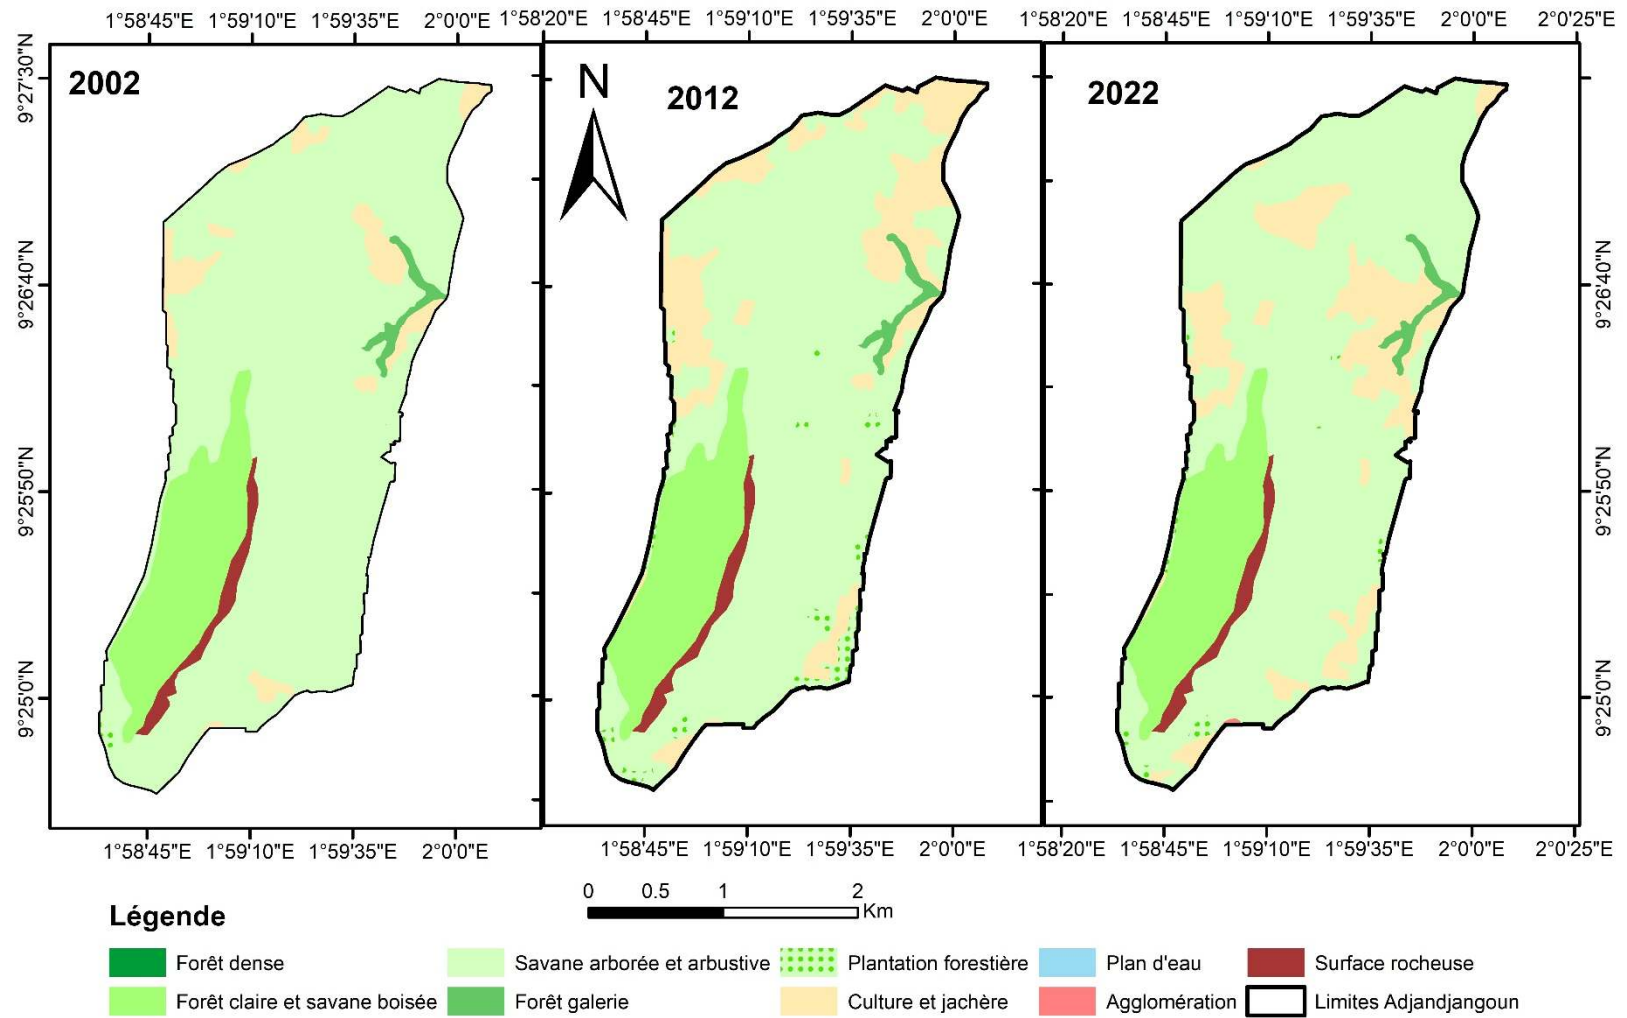 1°58'45"E 1°59'10"E 1°59'35"E 2°0'0"E 1°58'20"E 1°58'45"E 1°59'10"E 1°59'35"E 2°0'0"E 1°58'20"E 1°58'45"E 1°59'10"E 1°59'35"E 2°0'0"E 2°0'25"E
2002
N
2012
2022
9°27'30"N
9°26'40"N
9°25'50"N
9°25'0"N
9°26'40"N
9°25'50"N
9°25'0"N
1°58'45"E 1°59'10"E 1°59'35"E 2°0'0"E 1°58'45"E 1°59'10"E 1°59'35"E 2°0'0"E 1°58'20"E 1°58'45"E 1°59'10"E 1°59'35"E 2°0'0"E 2°0'25"E
0 0.5 1 2
Km
Légende
Forêt dense Savane arborée et arbustive Plantation forestière Plan d'eau Surface rocheuse
Forêt claire et savane boisée Forêt galerie Culture et jachère Agglomération Limites Adjandjangoun